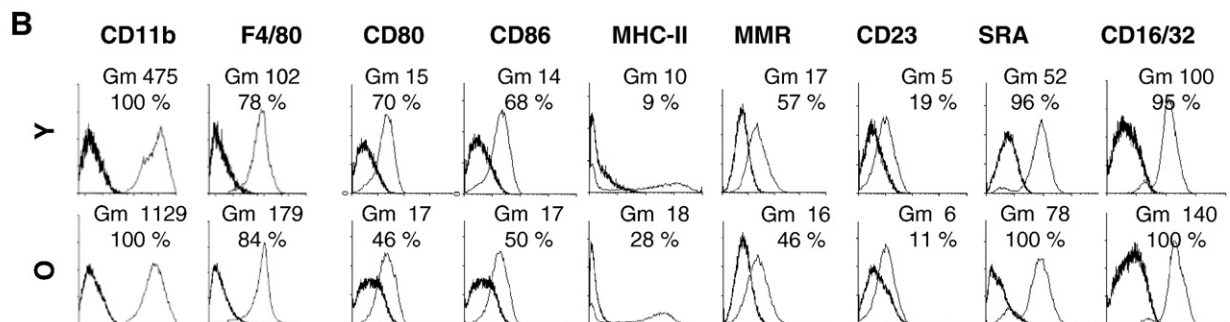 B
CD11b F4/80 CD80 CD86 MHC-II MMR CD23 SRA CD16/32
Y
Gm 475 Gm 102 Gm 15 Gm 14 Gm 10 Gm 17 Gm 5 Gm 52 Gm 100
100 % 78 % 70 % 68 % 9 % 57 % 19 % 96 % 95 %
O
Gm 1129 Gm 179 Gm 17 Gm 17 Gm 18 Gm 16 Gm 6 Gm 78 Gm 140
100 % 84 % 46 % 50 % 28 % 46 % 11 % 100 % 100 %